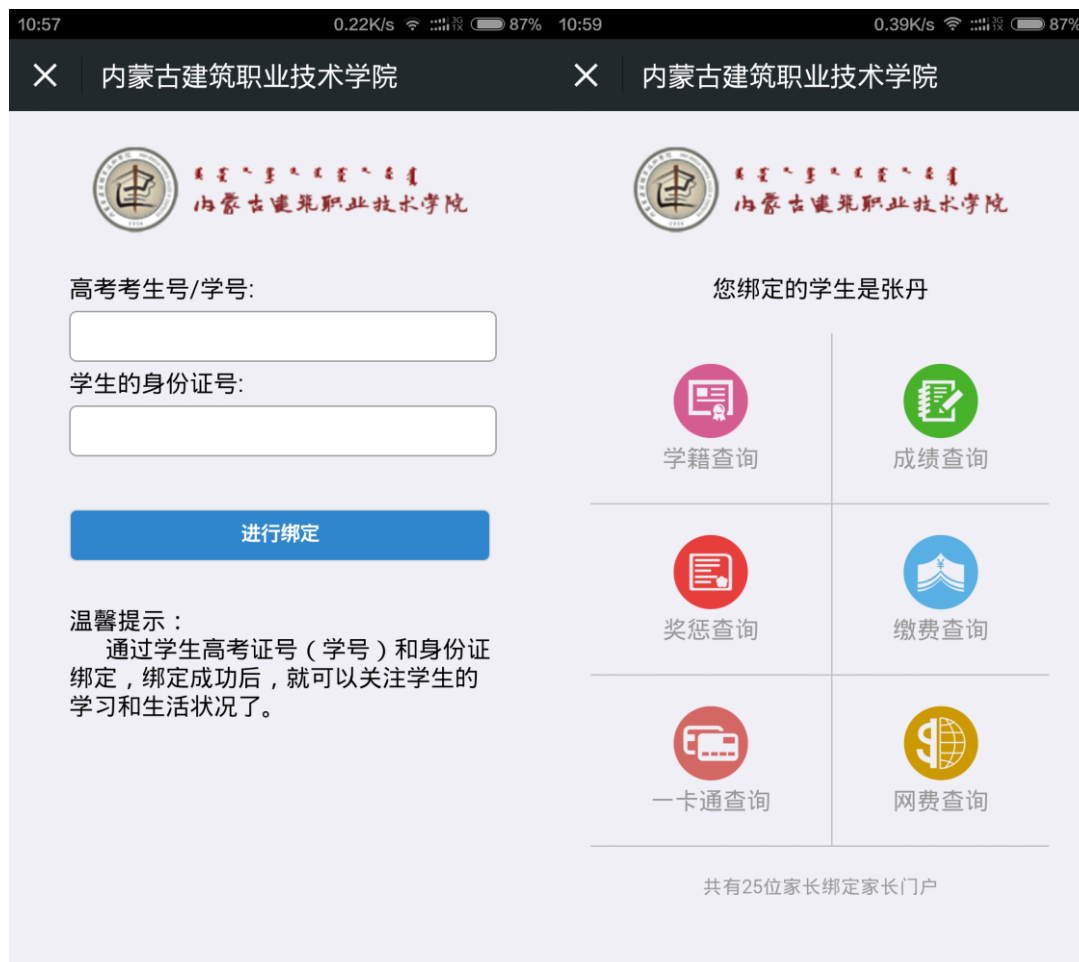 10:57
0.22K/s
3G
1X
87%
内蒙古建筑职业技术学院
内蒙古建筑职业技术学院
高考考生号/学号:
学生的身份证号:
进行绑定
温馨提示：
通过学生高考证号（学号）和身份证
绑定，绑定成功后，就可以关注学生的
学习和生活状况了。
10:59
0.39K/s
3G
1X
87%
内蒙古建筑职业技术学院
内蒙古建筑职业技术学院
您绑定的学生是张丹
学籍查询
成绩查询
奖惩查询
缴费查询
一卡通查询
网费查询
共有25位家长绑定家长门户